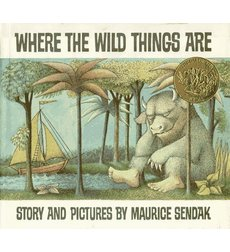 WHERE THE WILD THINGS ARE
STORY AND PICTURES BY MAURICE SENDAK